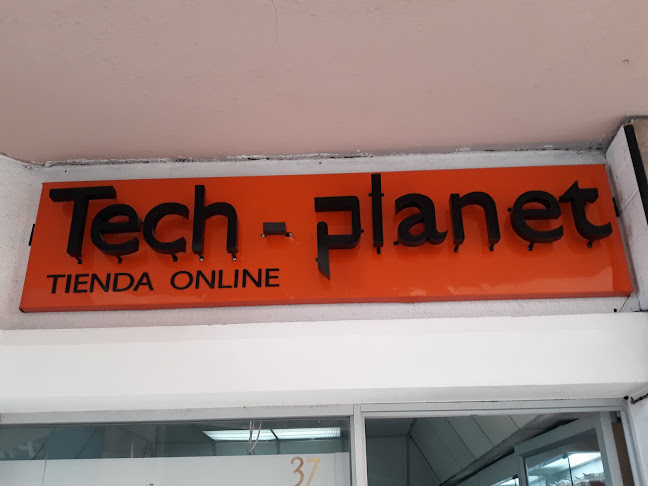 Tech - planet
TIENDA ONLINE
37